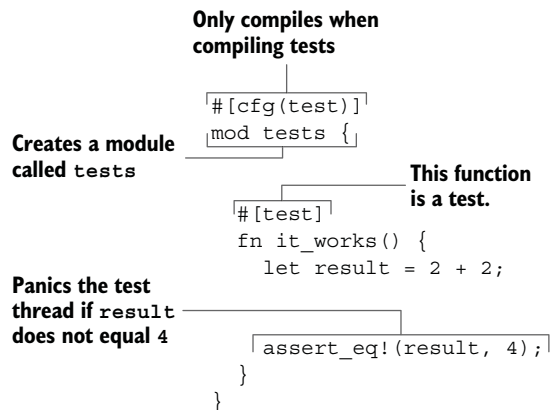 Only compiles when
compiling tests
#[cfg(test)]
mod tests {
Creates a module
called tests
This function
is a test.
#[test]
fn it_works() {
let result = 2 + 2;
Panics the test
thread if result
does not equal 4
assert_eq!(result, 4);
}
}